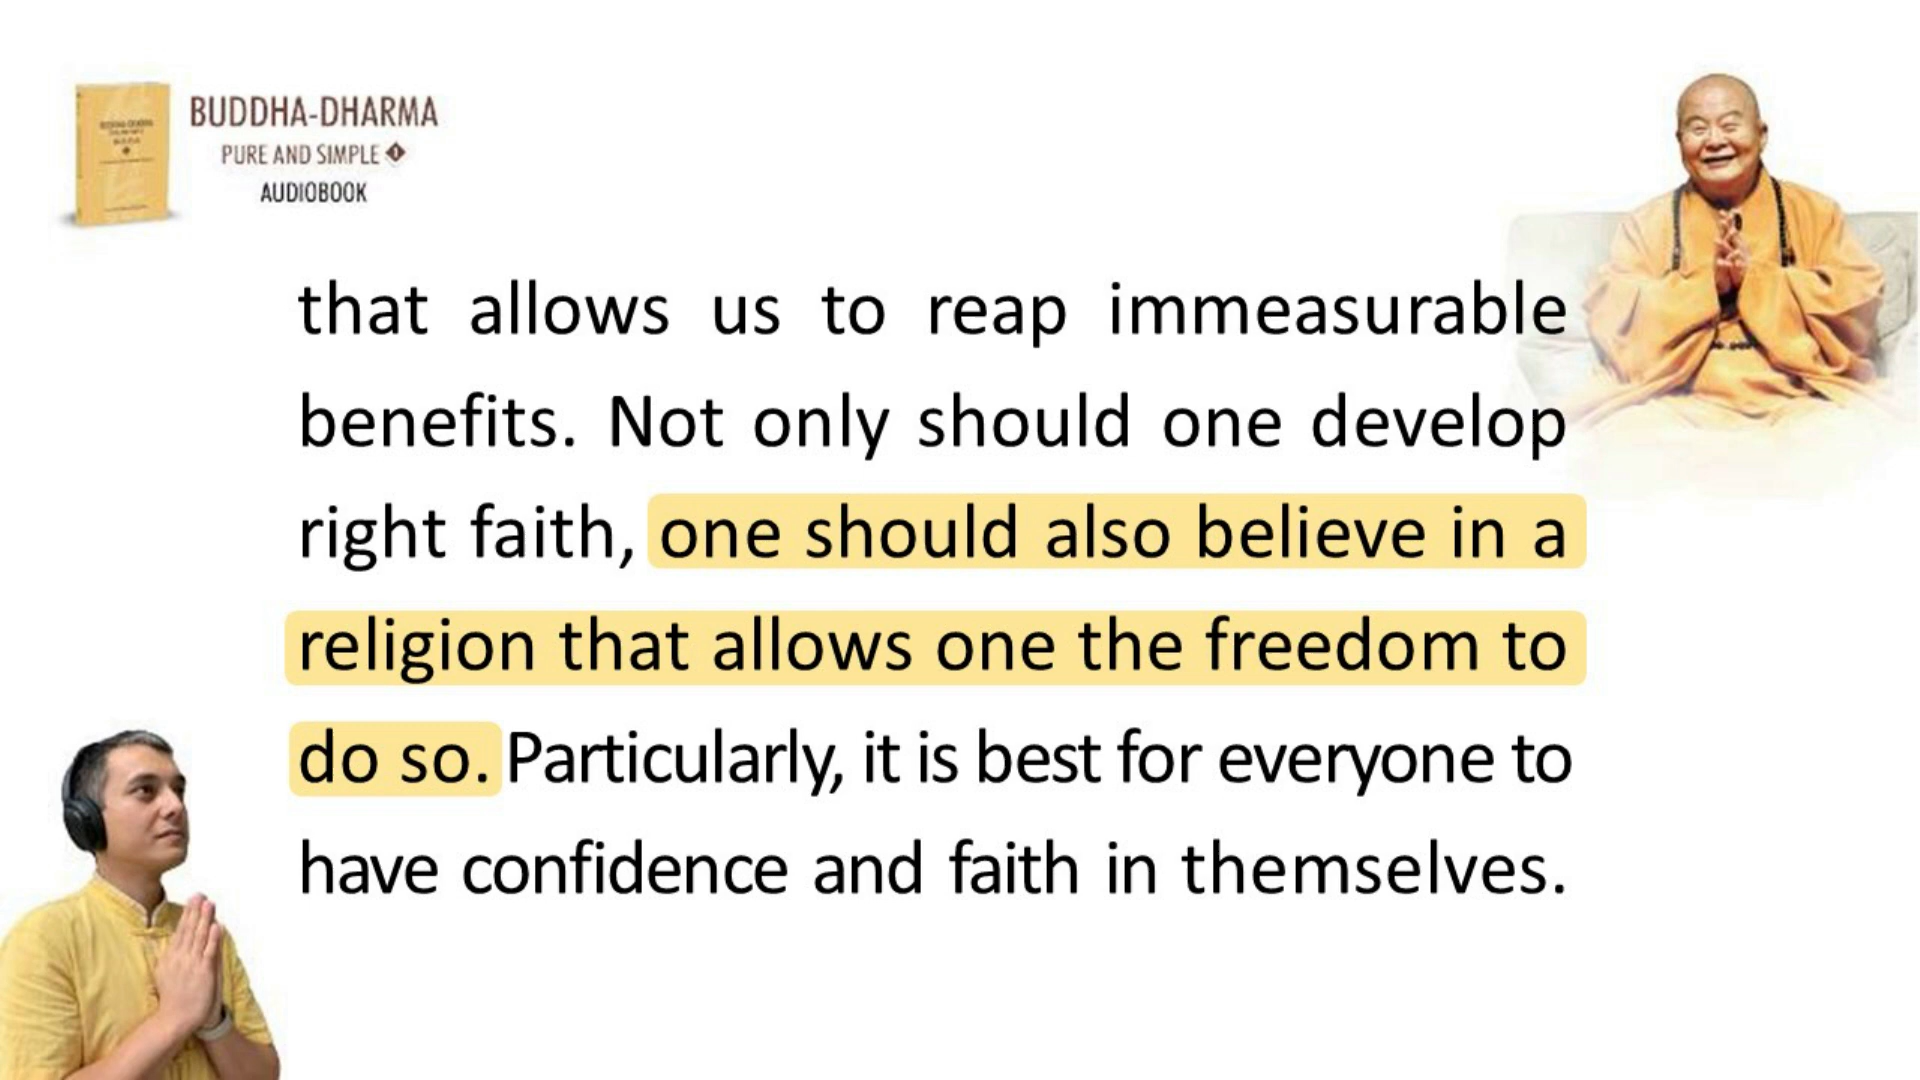 BUDDHA-DHARMA
PURE AND SIMPLE 1
AUDIOBOOK
that allows us to reap immeasurable
benefits. Not only should one develop
right faith, one should also believe in a
religion that allows one the freedom to
do so. Particularly, it is best for everyone to
have confidence and faith in themselves.